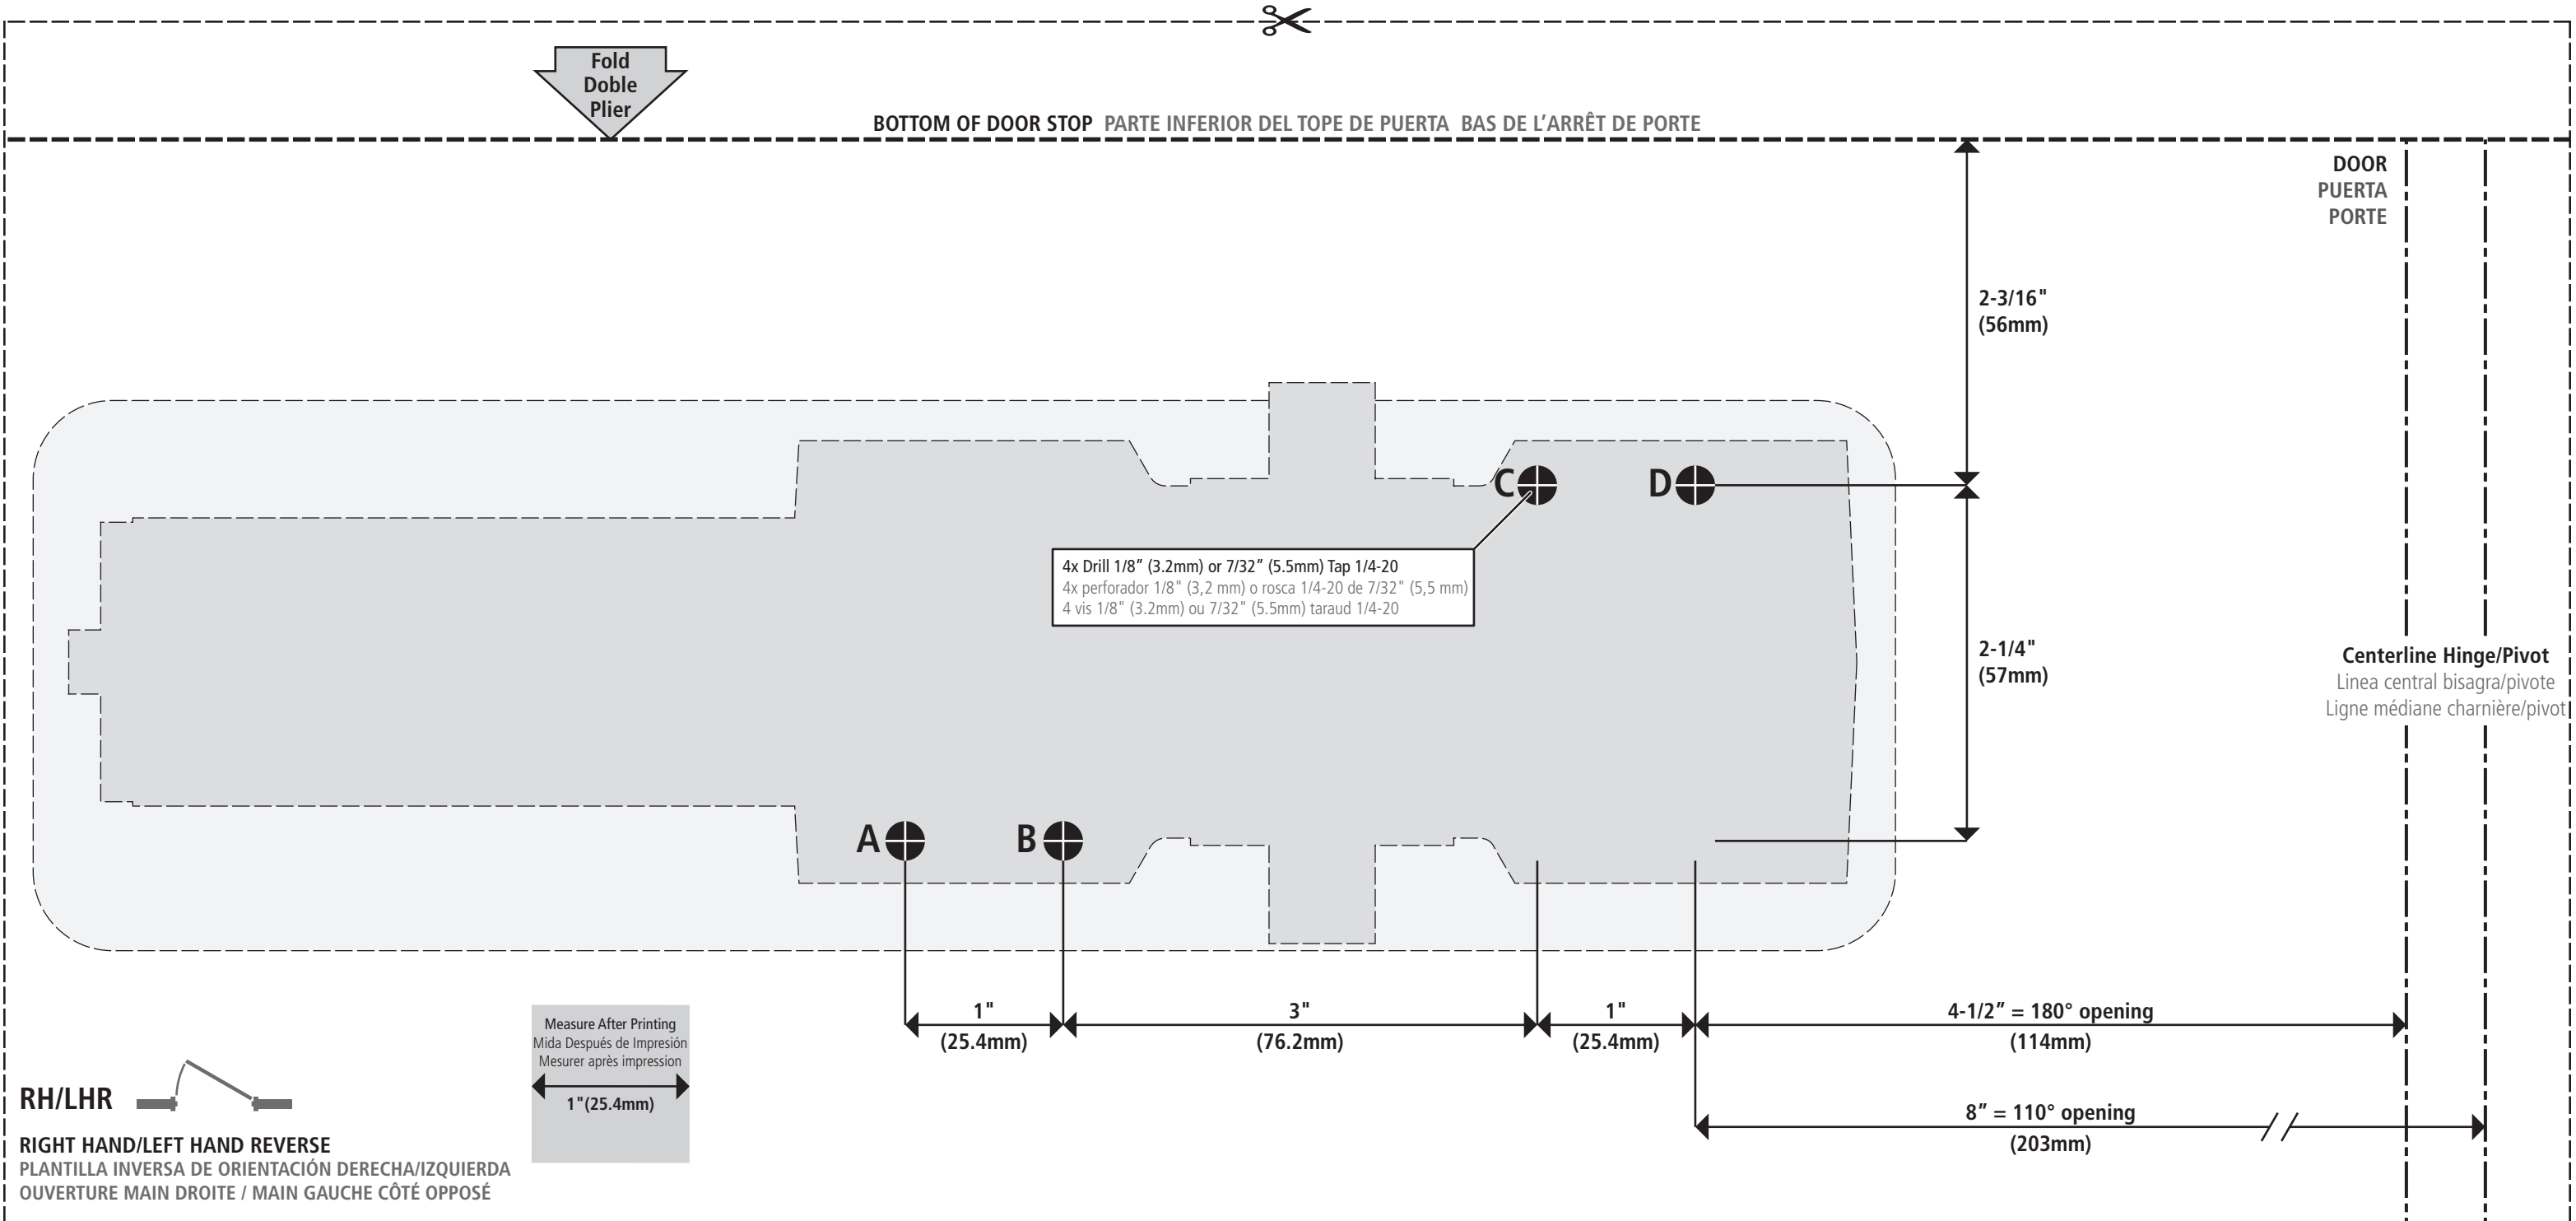 Fold
Doble
Plier
BOTTOM OF DOOR STOP PARTE INFERIOR DEL TOPE DE PUERTA BAS DE L’ARRÊT DE PORTE
DOOR
PUERTA
PORTE
2-3/16"
(56mm)
C
D
4x Drill 1/8” (3.2mm) or 7/32” (5.5mm) Tap 1/4-20
4x perforador 1/8" (3,2 mm) o rosca 1/4-20 de 7/32" (5,5 mm)
4 vis 1/8" (3.2mm) ou 7/32" (5.5mm) taraud 1/4-20
2-1/4"
(57mm)
Centerline Hinge/Pivot
Linea central bisagra/pivote
Ligne médiane charnière/pivot
A
B
1"
(25.4mm)
3"
(76.2mm)
1"
(25.4mm)
4-1/2” = 180° opening
(114mm)
8” = 110° opening
(203mm)
Measure After Printing
Mida Después de Impresión
Mesurer après impression
1"(25.4mm)
RH/LHR
RIGHT HAND/LEFT HAND REVERSE
PLANTILLA INVERSA DE ORIENTACIÓN DERECHA/IZQUIERDA
OUVERTURE MAIN DROITE / MAIN GAUCHE CÔTÉ OPPOSÉ